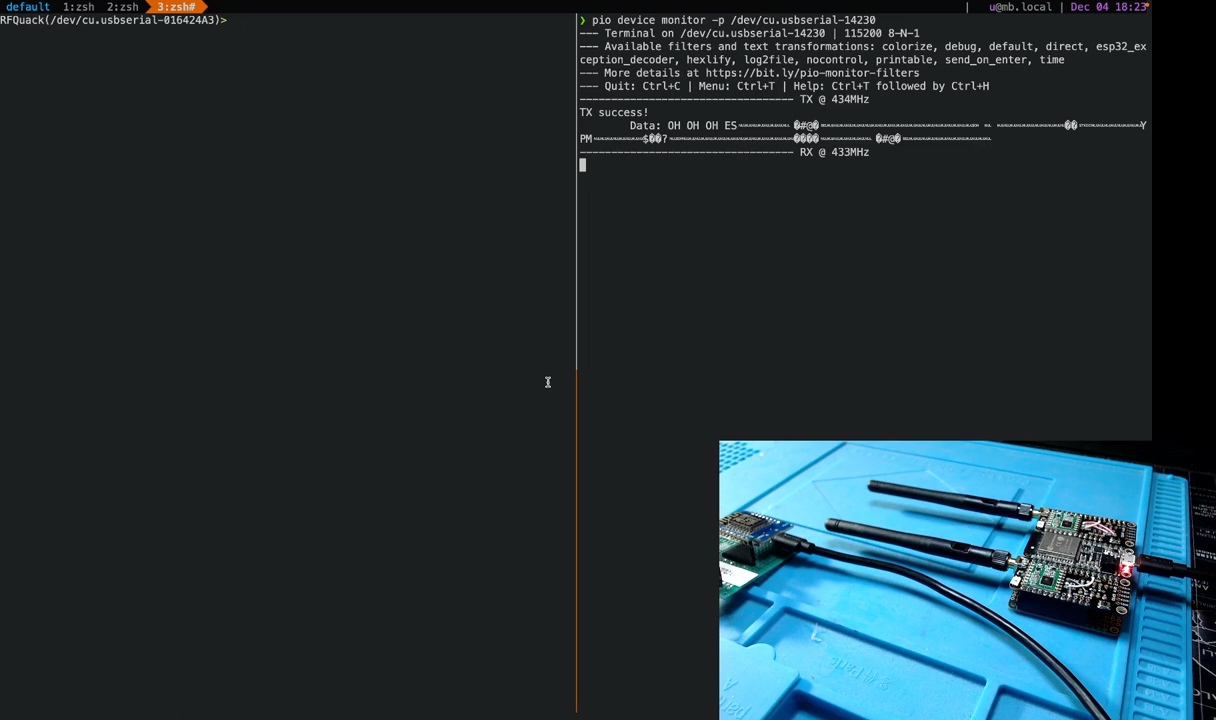 default 1:zsh 2:zsh 3:zsh# | u@mb.local | Dec 04 18:23
RFQuack(/dev/cu.usbserial-016424A3)>
❯ pio device monitor -p /dev/cu.usbserial-14230
--- Terminal on /dev/cu.usbserial-14230 | 115200 8-N-1
--- Available filters and text transformations: colorize, debug, default, direct, esp32_ex
ception_decoder, hexlify, log2file, nocontrol, printable, send_on_enter, time
--- More details at https://bit.ly/pio-monitor-filters
--- Quit: Ctrl+C | Menu: Ctrl+T | Help: Ctrl+T followed by Ctrl+H
---------------------------------- TX @ 434MHz
TX success!
Data: OH OH OH ES �#@� �� Y
PM $��? ���� �#@�
---------------------------------- RX @ 433MHz